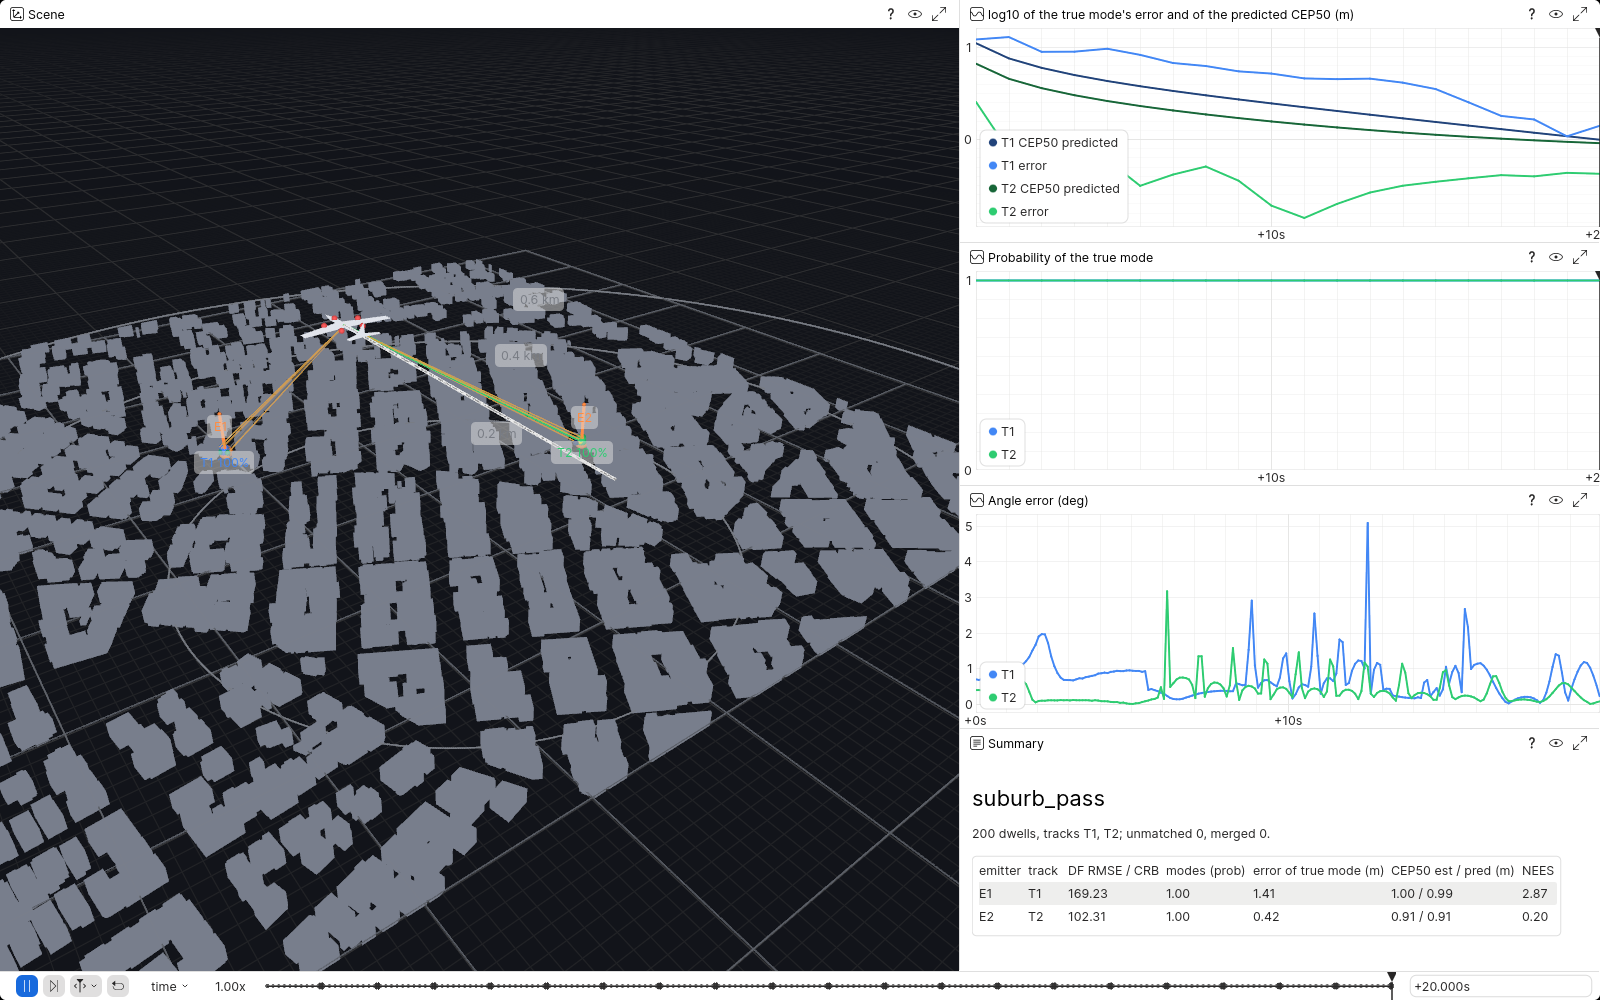 Scene
0.6 km
0.4 km
T2
log10 of the true mode's error and of the predicted CEP50 (m)
1
0
T1 CEP50 predicted
T1 error
T2 CEP50 predicted
T2 error
+10s
+2
Probability of the true mode
1
T1
T2
0
+10s
+2
Angle error (deg)
5
4
3
2
1
T1
T2
0
+0s
+10s
Summary
suburb_pass
200 dwells, tracks T1, T2; unmatched 0, merged 0.
emitter track DF RMSE / CRB modes (prob) error of true mode (m) CEP50 est / pred (m) NEES
E1 T1 169.23 1.00 1.41 1.00 / 0.99 2.87
E2 T2 102.31 1.00 0.42 0.91 / 0.91 0.20
time 1.00x +20.000s